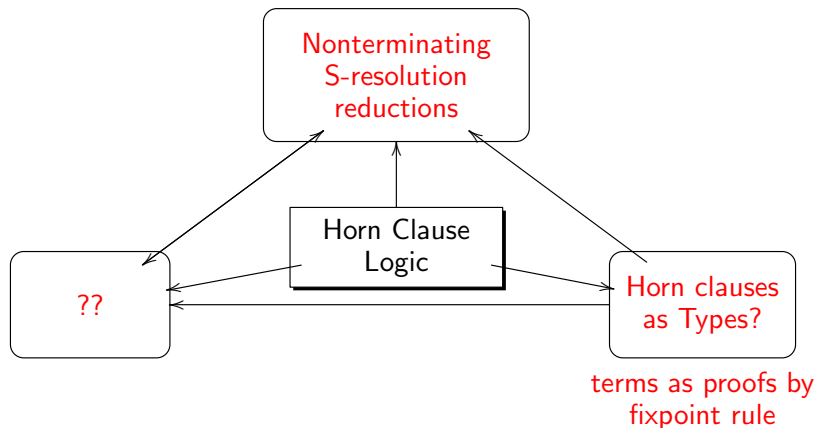 Nonterminating
S-resolution
reductions
Horn Clause
Logic
??
Horn clauses
as Types?
terms as proofs by
fixpoint rule